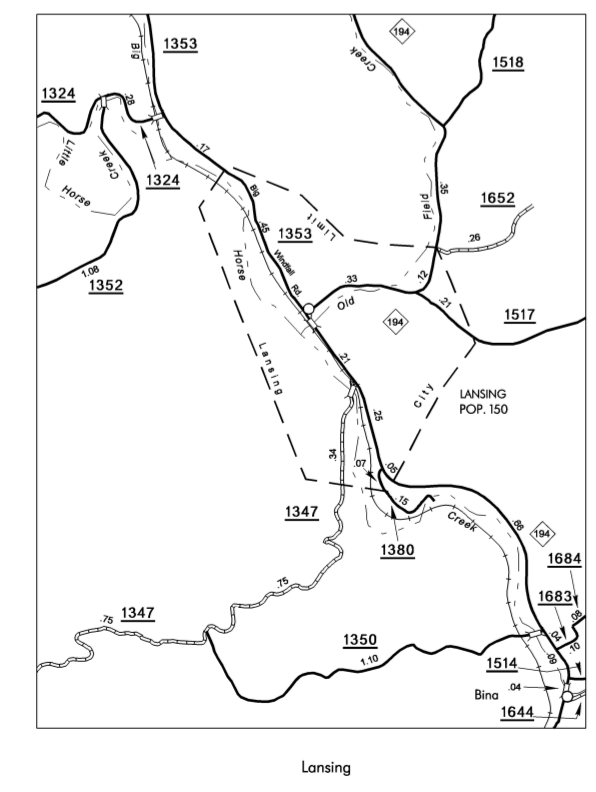 194
1353
Big
Creek
1518
1324
.28
Little
Creek
Horse
1324
.17
Big
.35
1652
Field
Limit
1353
.26
.45
Windfall
Rd.
Horse
1.08
1352
.33
.12
Old
.21
194
1517
.21
Lansing
City
LANSING
POP. 150
.25
.34
.07
.05
.15
1347
Creek
.66
1380
194
1684
.75
1683
.08
1347
.75
1350
.04
.10
1.10
1514
.09
Bina
.04
1644
Lansing